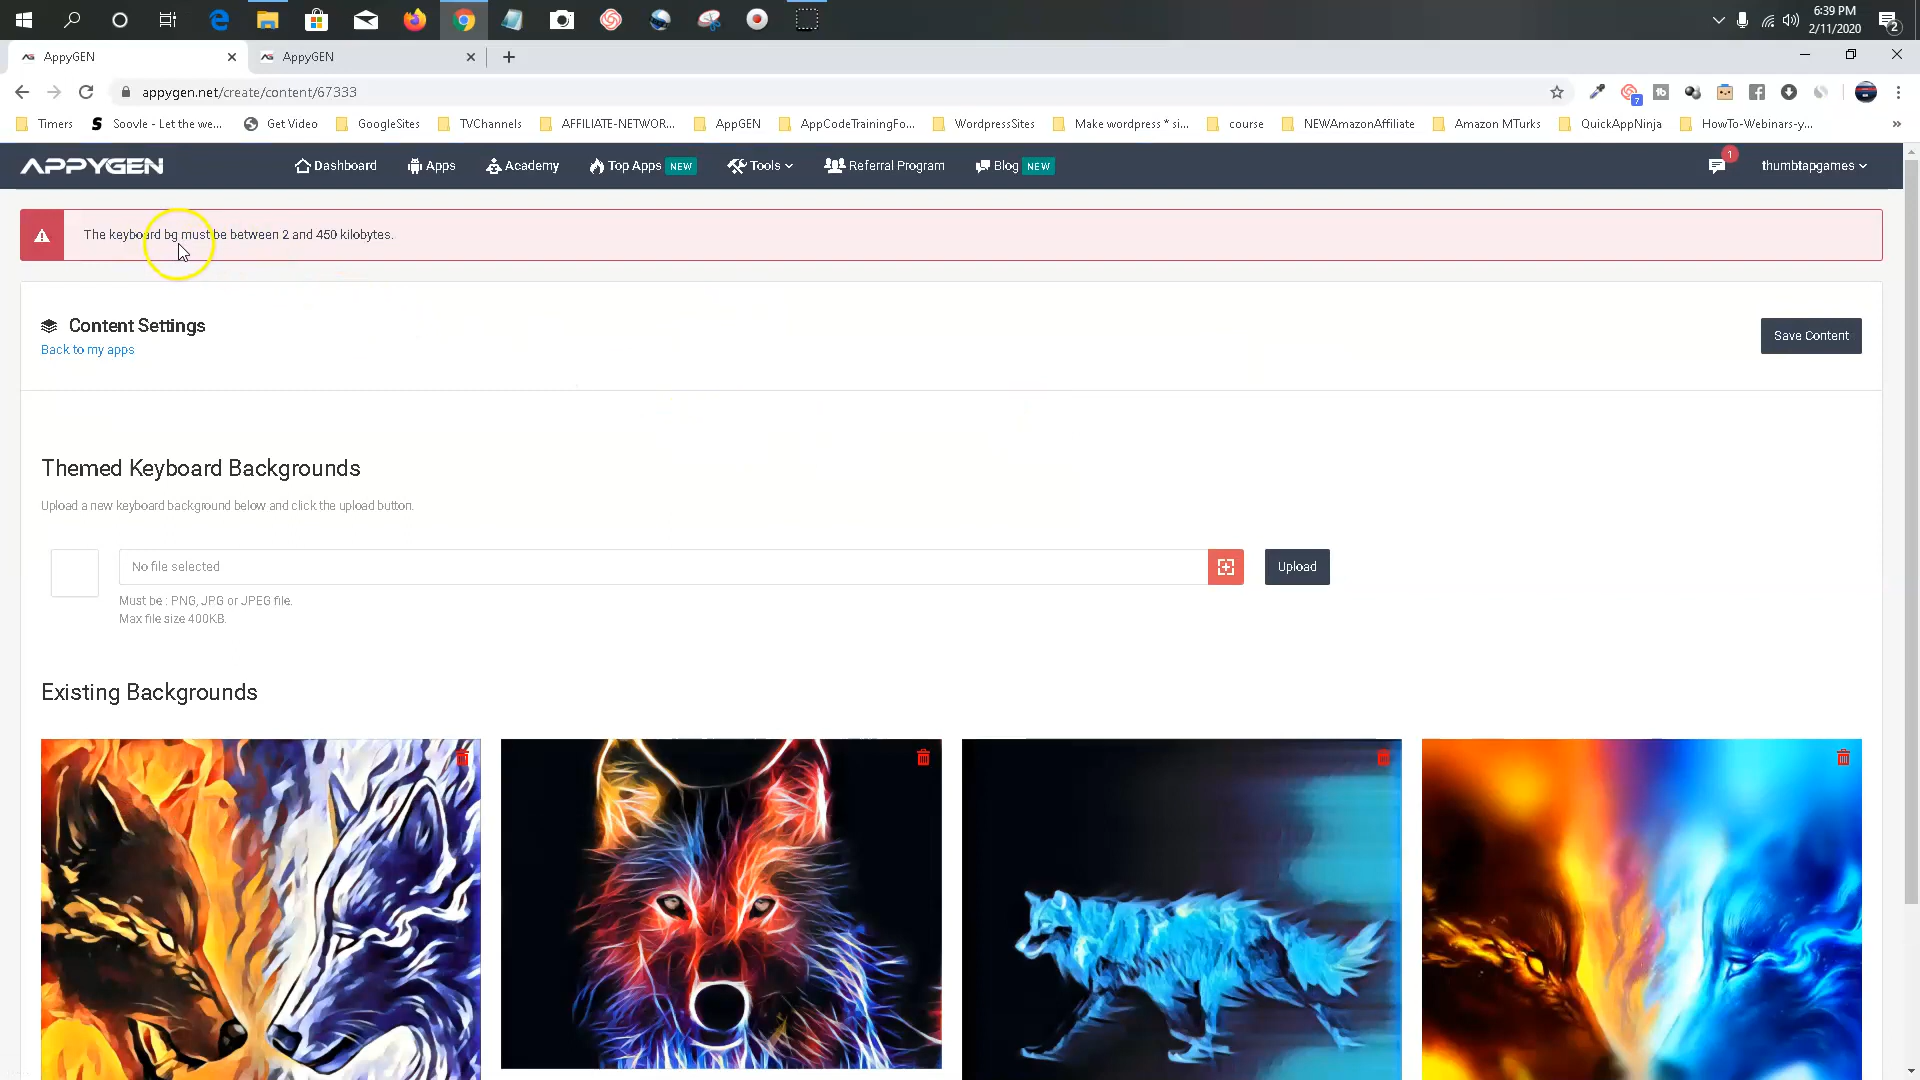 6:39 PM
2/11/2020
2
AppyGEN
AppyGEN
appygen.net/create/content/67333
7
Timers
S Soovle - Let the we...
Get Video
GoogleSites
TVChannels
AFFILIATE-NETWOR...
AppGEN
AppCodeTrainingFo...
WordpressSites
Make wordpress * si...
course
NEWAmazonAffiliate
Amazon MTurks
QuickAppNinja
HowTo-Webinars-y...
»
APPYGEN
Dashboard
Apps
Academy
Top Apps NEW
Tools
Referral Program
Blog NEW
1
thumbtapgames
The keyboard bg must be between 2 and 450 kilobytes.
Content Settings
Back to my apps
Save Content
Themed Keyboard Backgrounds
Upload a new keyboard background below and click the upload button.
No file selected
Upload
Must be : PNG, JPG or JPEG file.
Max file size 400KB.
Existing Backgrounds